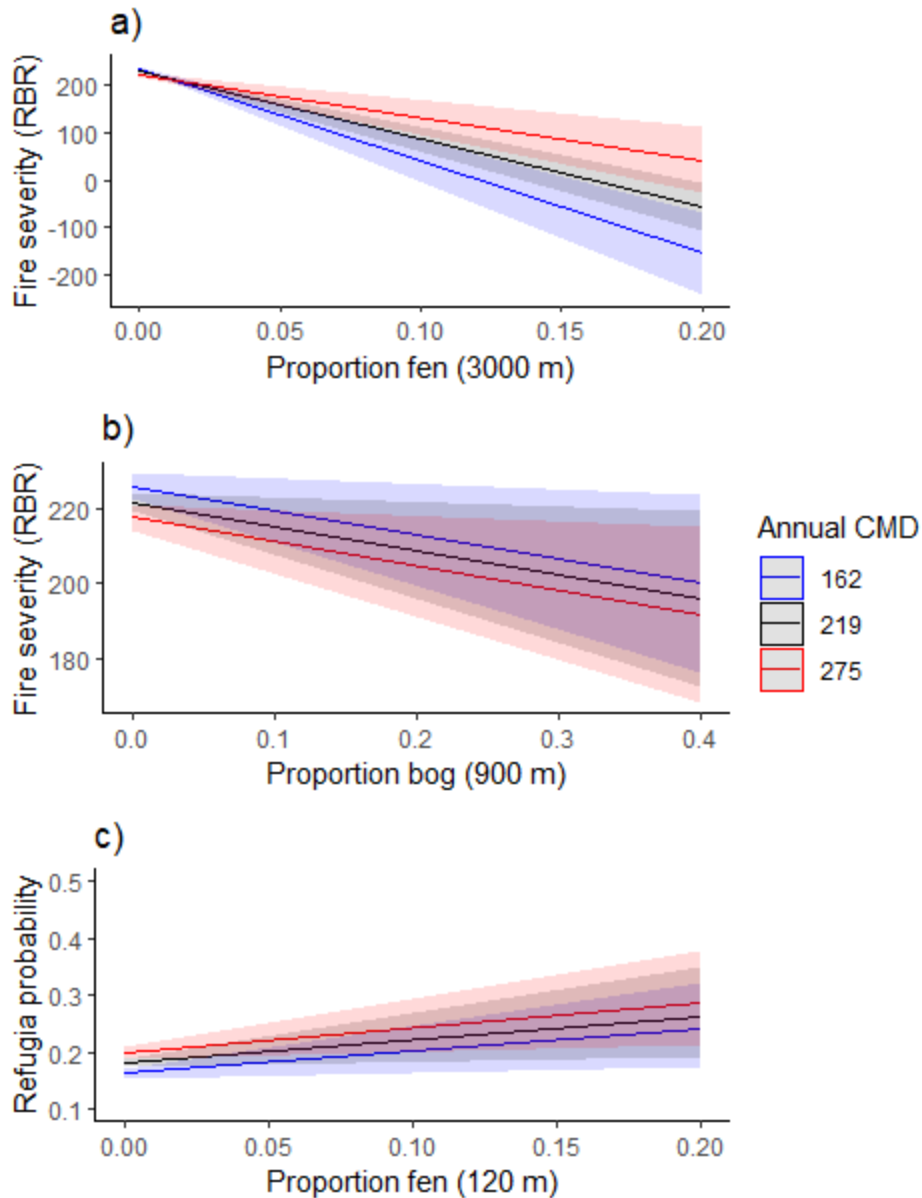 a)
Fire severity (RBR)
200
100
0
-100
-200
0.00 0.05 0.10 0.15 0.20
Proportion fen (3000 m)
b)
Fire severity (RBR)
220
200
180
0.0 0.1 0.2 0.3 0.4
Proportion bog (900 m)
Annual CMD
162
219
275
c)
Refugia probability
0.5
0.4
0.3
0.2
0.1
0.00 0.05 0.10 0.15 0.20
Proportion fen (120 m)